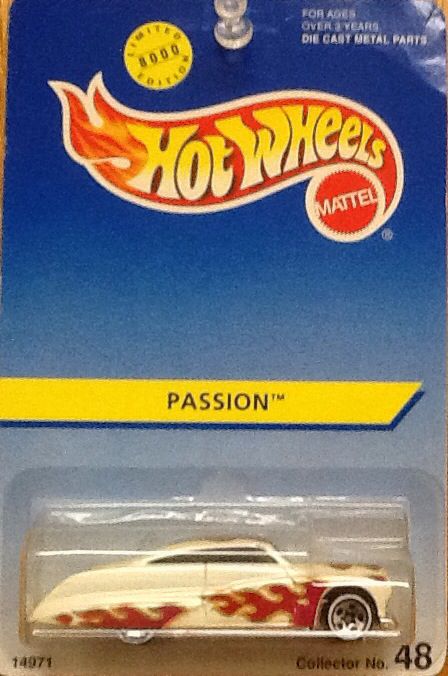 LIMITED
8000
EDITION
FOR AGES
OVER 3 YEARS.
DIE CAST METAL PARTS.
HOT WHEELS
MATTEL
®
PASSION™
14971
Collector No. 48